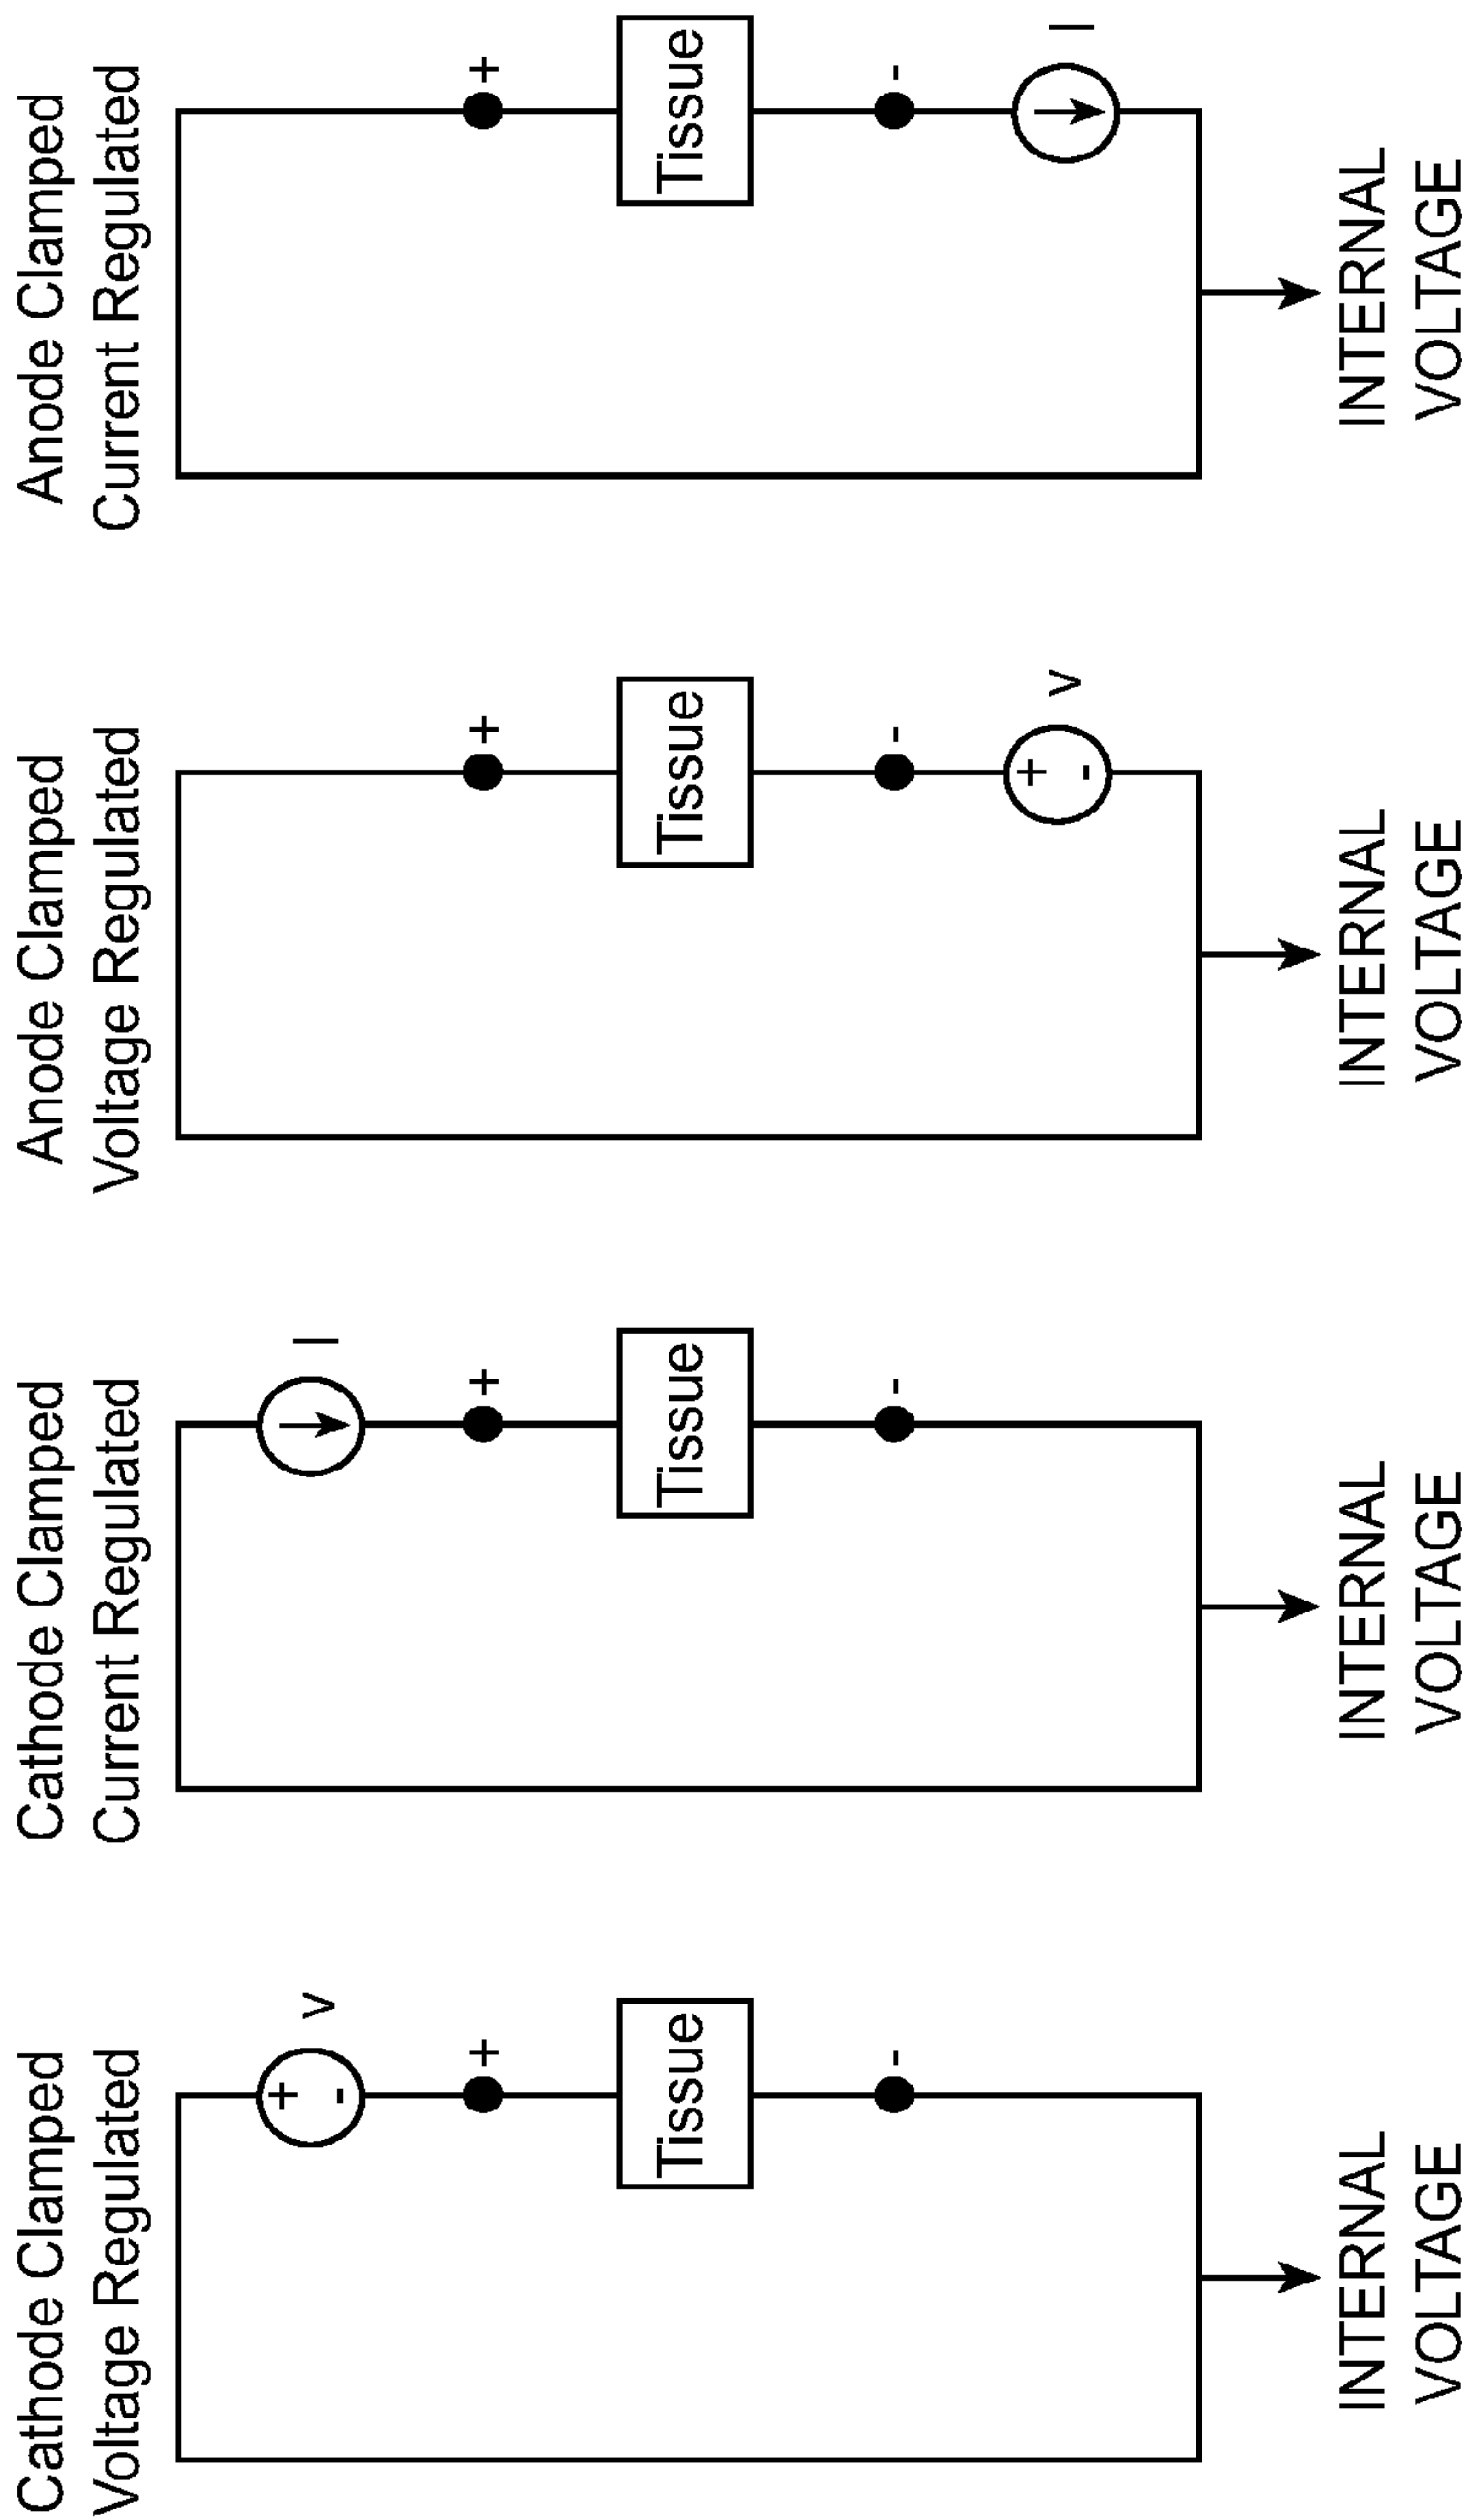 Cathode Clamped
Voltage Regulated
+
v
-
+
Tissue
-
INTERNAL
VOLTAGE
Cathode Clamped
Current Regulated
I
+
Tissue
-
INTERNAL
VOLTAGE
Anode Clamped
Voltage Regulated
+
Tissue
-
+
v
-
INTERNAL
VOLTAGE
Anode Clamped
Current Regulated
+
Tissue
-
I
INTERNAL
VOLTAGE